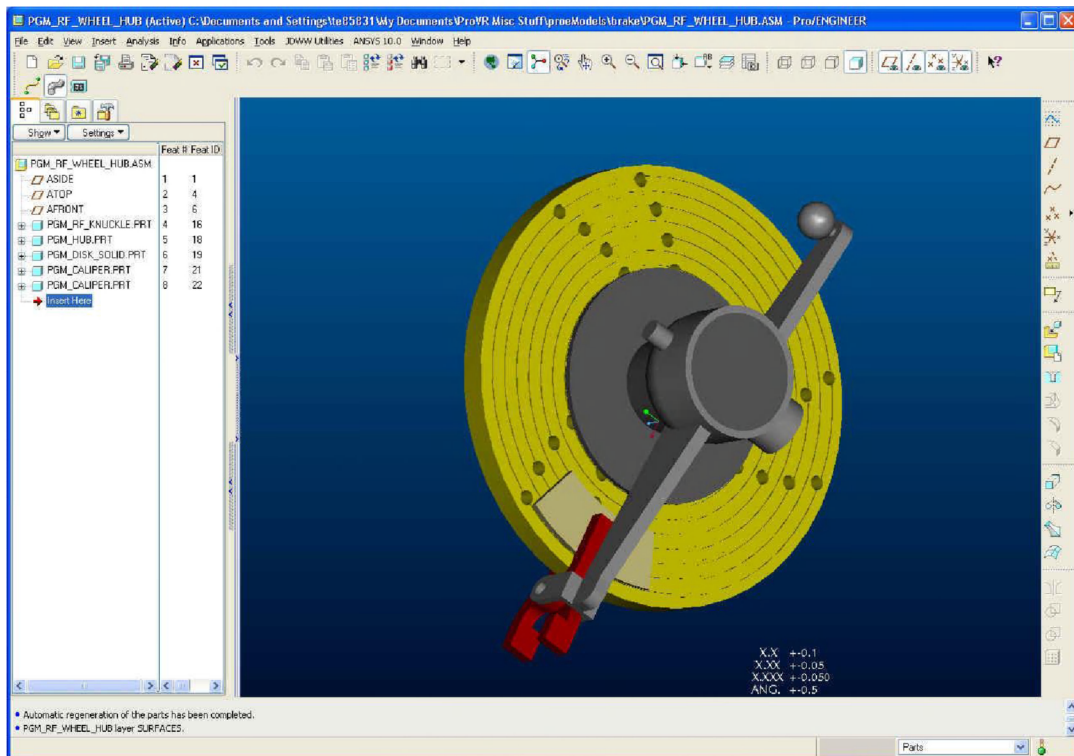 PGM_RF_WHEEL_HUB (Active) C:\Documents and Settings\te85831\My Documents\ProVR Misc Stuff\proeModels\brake\PGM_RF_WHEEL_HUB.ASM - Pro/ENGINEER
File Edit View Insert Analysis Info Applications Tools JDWW Utilities ANSYS 10.0 Window Help
Show Settings
Feat # Feat ID
PGM_RF_WHEEL_HUB.ASM
ASIDE 1 1
ATOP 2 4
AFRONT 3 6
PGM_RF_KNUCKLE.PRT 4 16
PGM_HUB.PRT 5 18
PGM_DISK_SOLID.PRT 6 19
PGM_CALIPER.PRT 7 21
PGM_CALIPER.PRT 8 22
Insert Here
X.X +-0.1
X.XX +-0.05
X.XXX +-0.050
ANG. +-0.5
• Automatic regeneration of the parts has been completed.
• PGM_RF_WHEEL_HUB layer SURFACES.
Parts